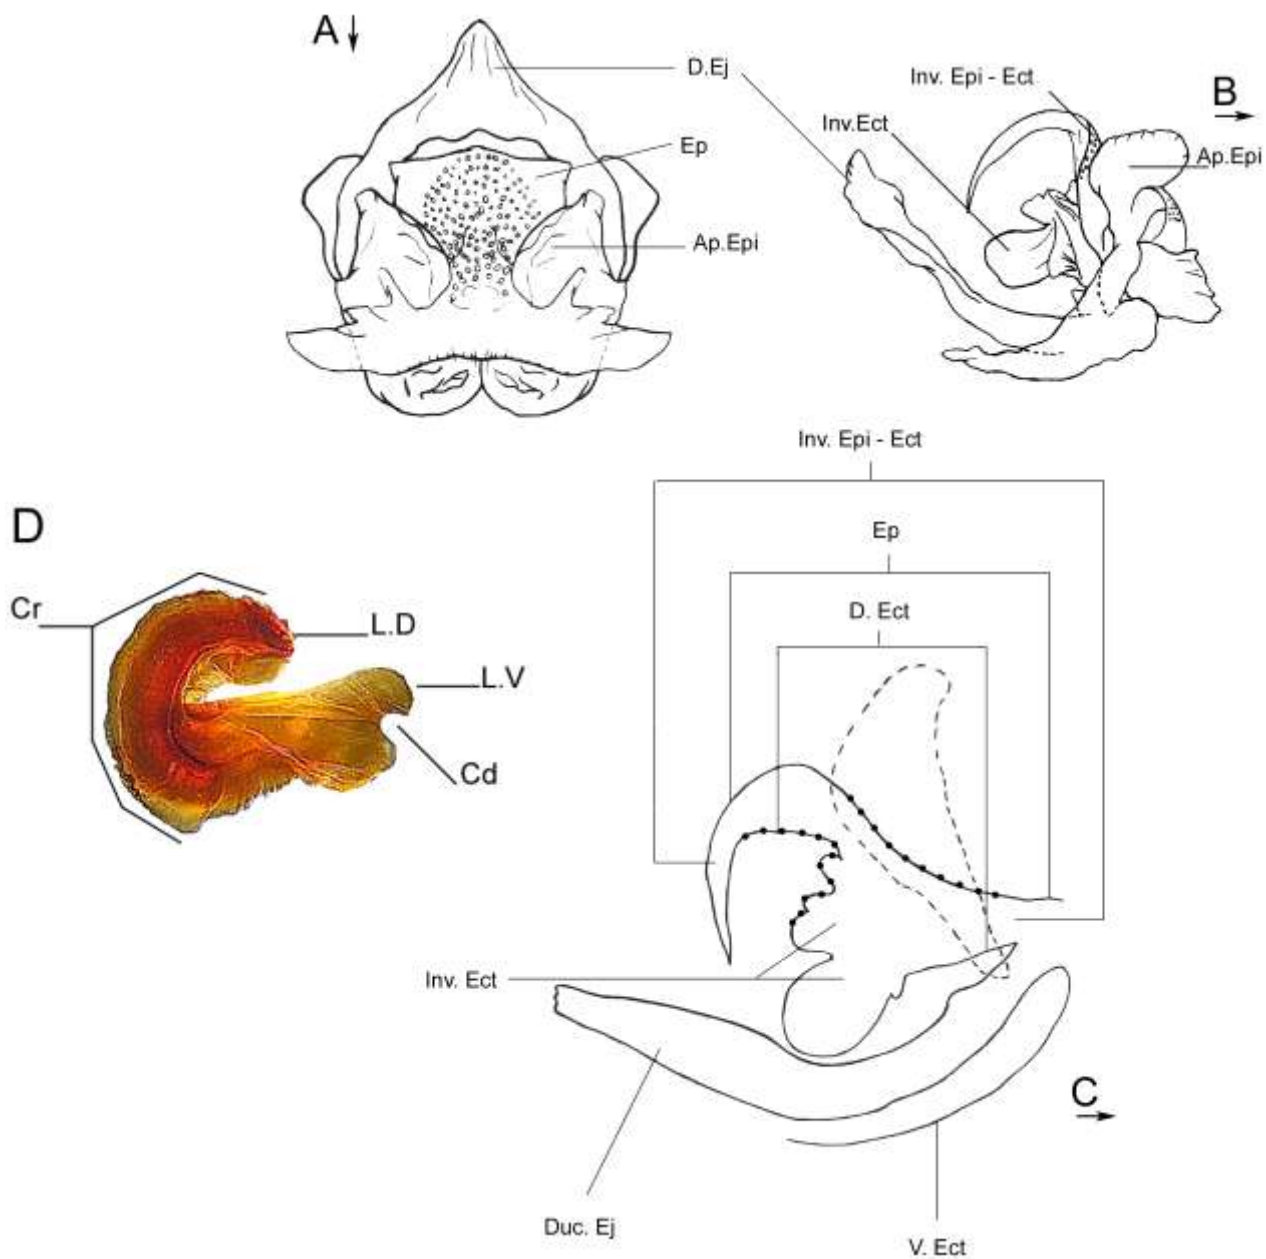 A
D.Ej
Inv. Epi - Ect
B
Inv.Ect
Ep
Ap.Epi
Ap.Epi
Inv. Epi - Ect
D
Ep
Cr
D. Ect
L.D
L.V
Cd
Inv. Ect
C
Duc. Ej
V. Ect